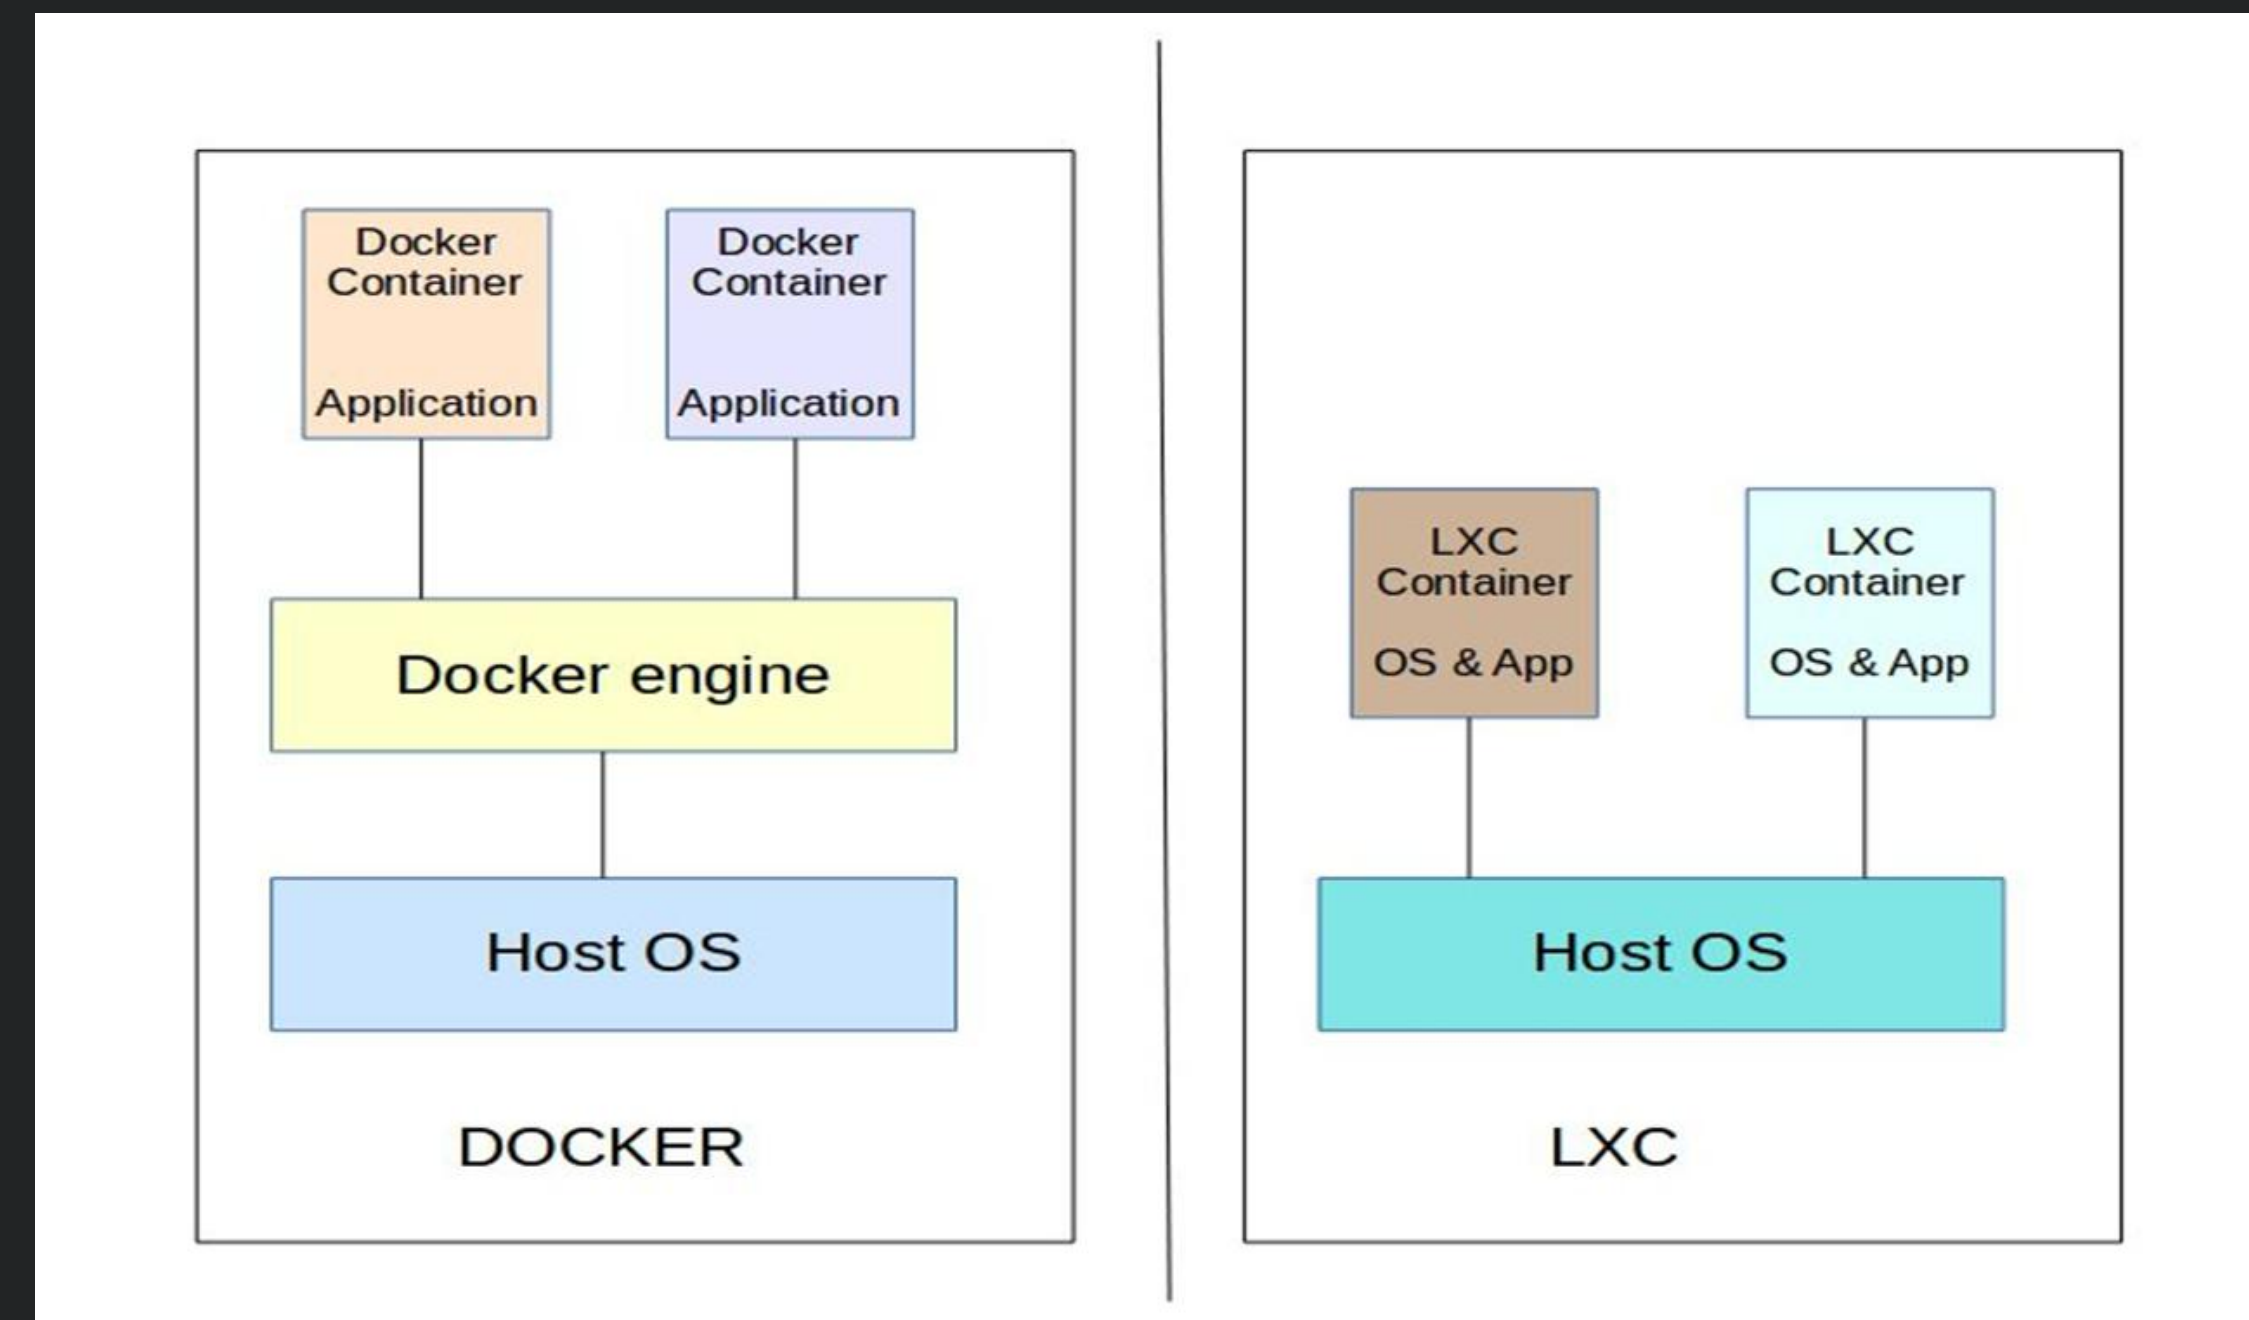 Docker
Container
Application
Docker
Container
Application
Docker engine
Host OS
DOCKER
LXC
Container
OS & App
LXC
Container
OS & App
Host OS
LXC